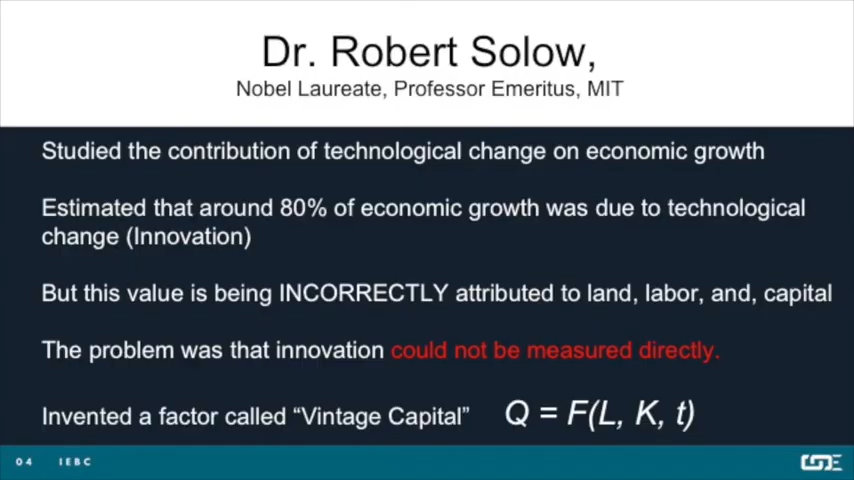 Dr. Robert Solow,
Nobel Laureate, Professor Emeritus, MIT
Studied the contribution of technological change on economic growth
Estimated that around 80% of economic growth was due to technological
change (Innovation)
But this value is being INCORRECTLY attributed to land, labor, and, capital
The problem was that innovation could not be measured directly.
Invented a factor called “Vintage Capital” Q = F(L, K, t)
04 IEBC